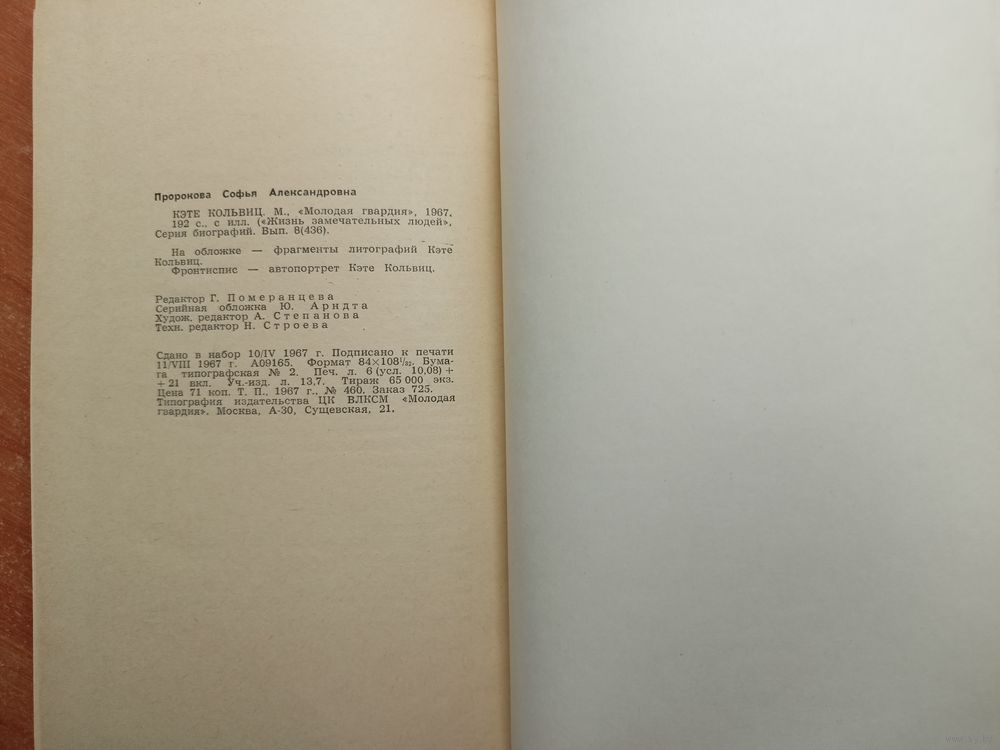 Пророкова Софья Александровна
КЭТЕ КОЛЬВИЦ. М., «Молодая гвардия», 1967.
192 с., с илл. («Жизнь замечательных людей».
Серия биографий. Вып. 8(436).
На обложке — фрагменты литографий Кэте
Кольвиц.
Фронтиспис — автопортрет Кэте Кольвиц.
Редактор Г. Померанцева
Серийная обложка Ю. Арндта
Худож. редактор А. Степанова
Техн. редактор Н. Строева
Сдано в набор 10/IV 1967 г. Подписано к печати
11/VIII 1967 г. А09165. Формат 84×108¹/₃₂. Бума-
га типографская № 2. Печ. л. 6 (усл. 10,08) +
+ 21 вкл. Уч.-изд. л. 13,7. Тираж 65 000 экз.
Цена 71 коп. Т. П., 1967 г., № 460. Заказ 725.
Типография издательства ЦК ВЛКСМ «Молодая
гвардия». Москва, А-30, Сущевская, 21.